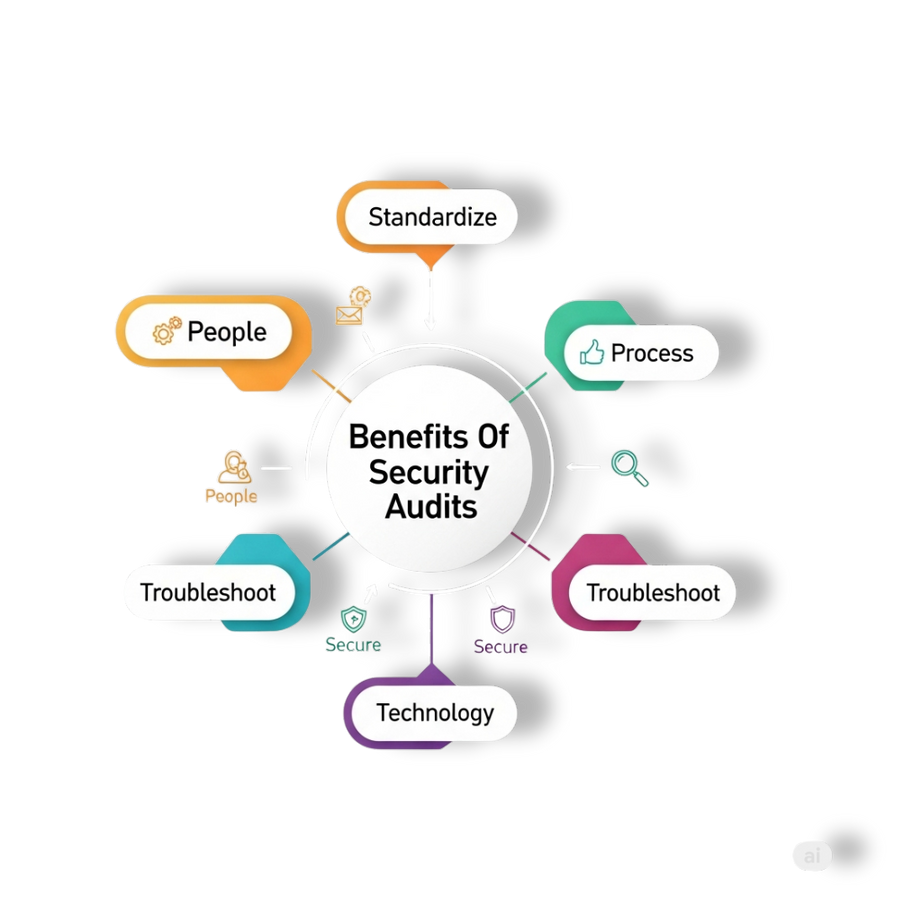 Standardize
People
Process
Benefits Of
Security
Audits
People
Troubleshoot
Troubleshoot
Secure
Secure
Technology
ai